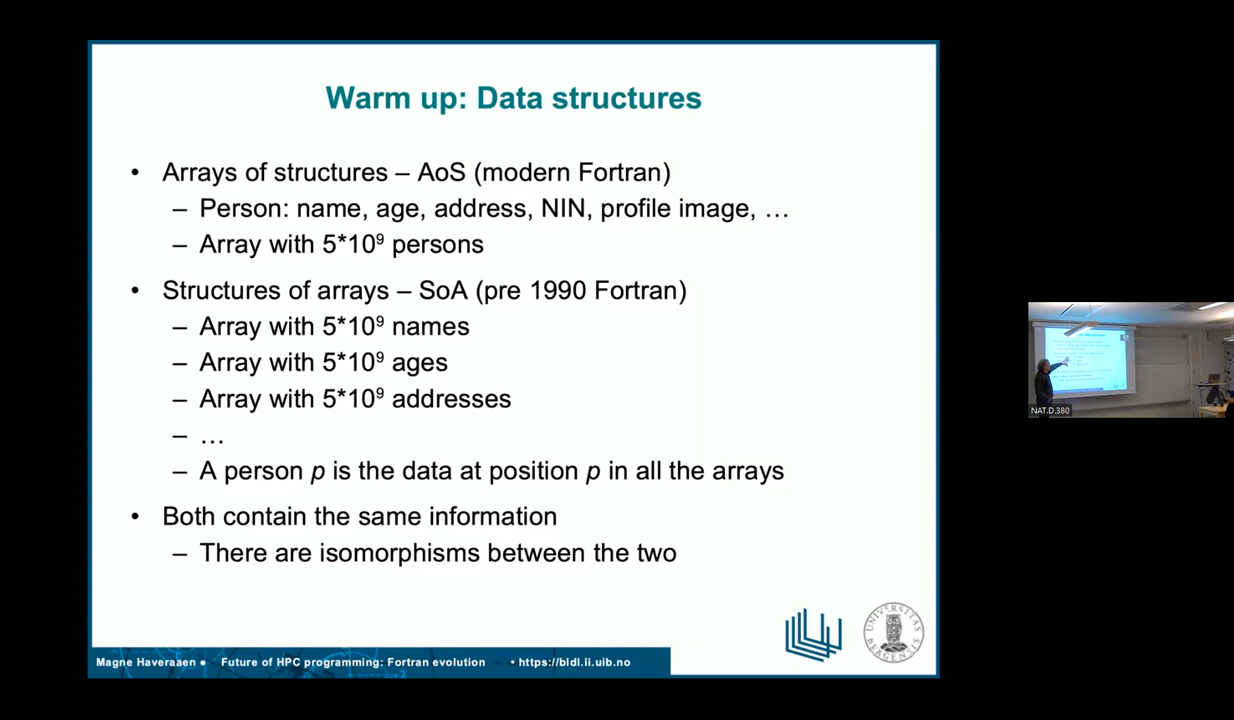 Warm up: Data structures
• Arrays of structures – AoS (modern Fortran)
– Person: name, age, address, NIN, profile image, …
– Array with 5*10⁹ persons
• Structures of arrays – SoA (pre 1990 Fortran)
– Array with 5*10⁹ names
– Array with 5*10⁹ ages
– Array with 5*10⁹ addresses
– …
– A person p is the data at position p in all the arrays
• Both contain the same information
– There are isomorphisms between the two
UNIVERSITAS BERGENSIS
Magne Haveraaen • Future of HPC programming: Fortran evolution • https://bldl.ii.uib.no
NAT.D.380